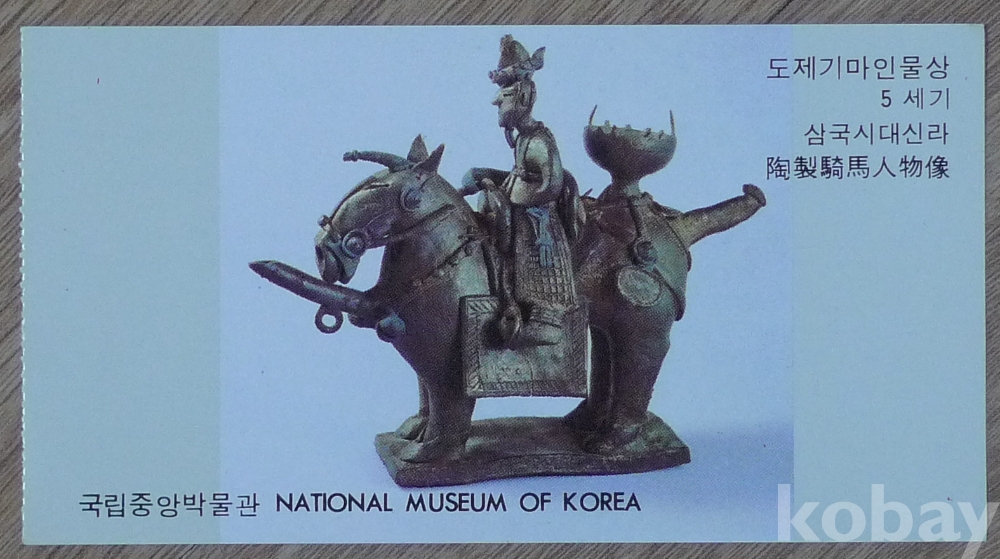 도제기마인물상
5 세기
삼국시대신라
陶製騎馬人物像
국립중앙박물관 NATIONAL MUSEUM OF KOREA
kobay